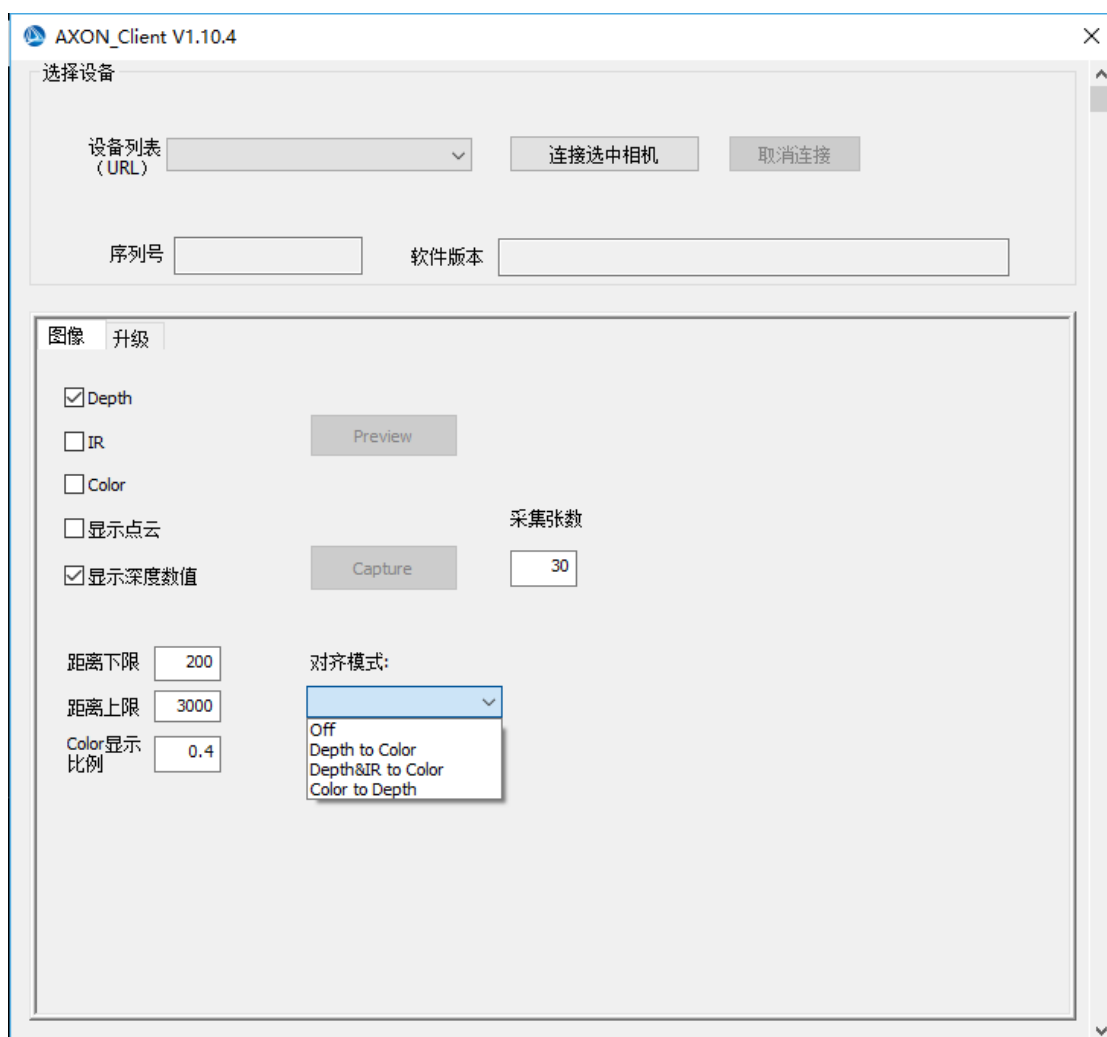 AXON_Client V1.10.4
选择设备
设备列表
（URL）
连接选中相机
取消连接
序列号
软件版本
图像
升级
Depth
IR
Preview
Color
显示点云
采集张数
显示深度数值
Capture
30
距离下限
200
对齐模式:
距离上限
3000
Color显示
比例
0.4
Off
Depth to Color
Depth&IR to Color
Color to Depth